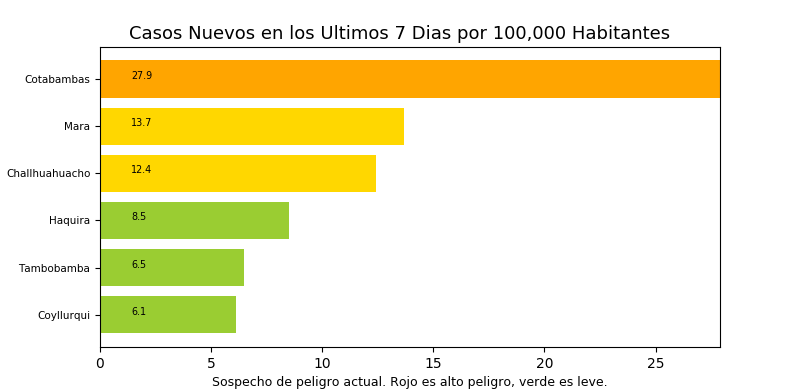 Casos Nuevos en los Ultimos 7 Dias por 100,000 Habitantes
Cotabambas 27.9
Mara 13.7
Challhuahuacho 12.4
Haquira 8.5
Tambobamba 6.5
Coyllurqui 6.1
0 5 10 15 20 25
Sospecho de peligro actual. Rojo es alto peligro, verde es leve.